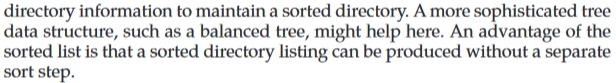 directory information to maintain a sorted directory. A more sophisticated tree
data structure, such as a balanced tree, might help here. An advantage of the
sorted list is that a sorted directory listing can be produced without a separate
sort step.